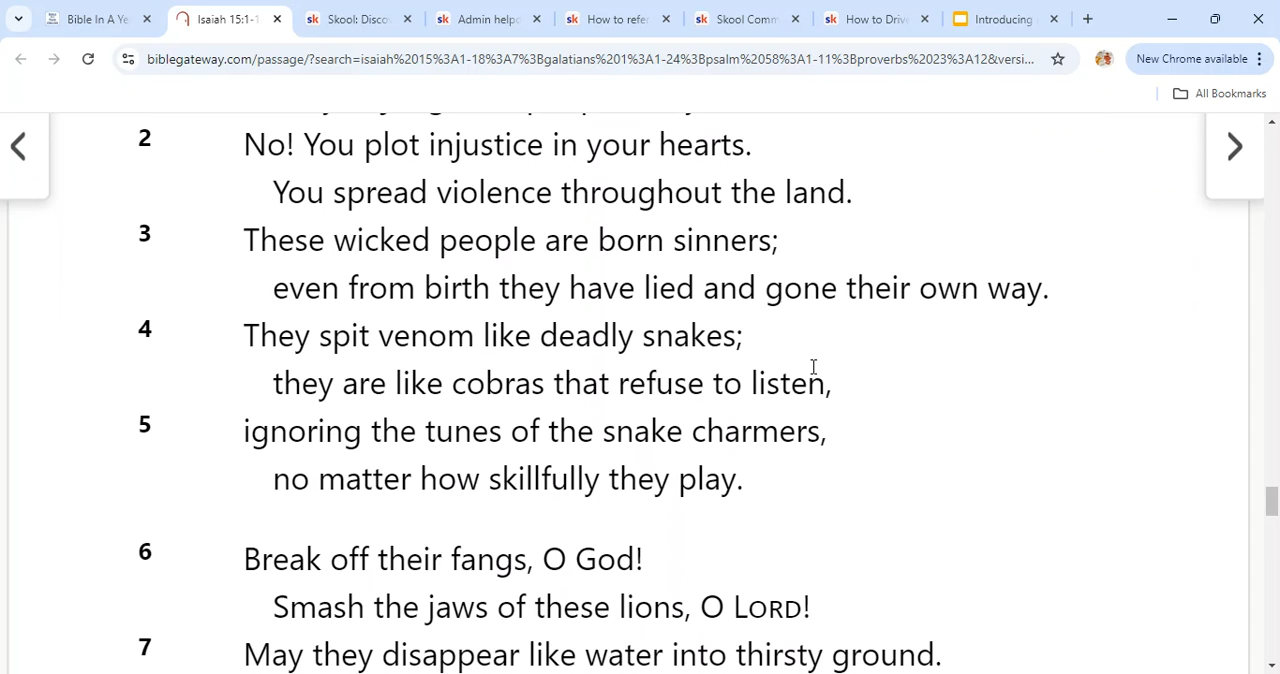 Bible In A Ye
Isaiah 15:1-1
Skool: Disco
Admin help
How to refe
Skool Comm
How to Driv
Introducing
biblegateway.com/passage/?search=isaiah%2015%3A1-18%3A7%3Bgalatians%201%3A1-24%3Bpsalm%2058%3A1-11%3Bproverbs%2023%3A12&versi...
New Chrome available
All Bookmarks
2 No! You plot injustice in your hearts.
You spread violence throughout the land.
3 These wicked people are born sinners;
even from birth they have lied and gone their own way.
4 They spit venom like deadly snakes;
they are like cobras that refuse to listen,
5 ignoring the tunes of the snake charmers,
no matter how skillfully they play.
6 Break off their fangs, O God!
Smash the jaws of these lions, O LORD!
7 May they disappear like water into thirsty ground.